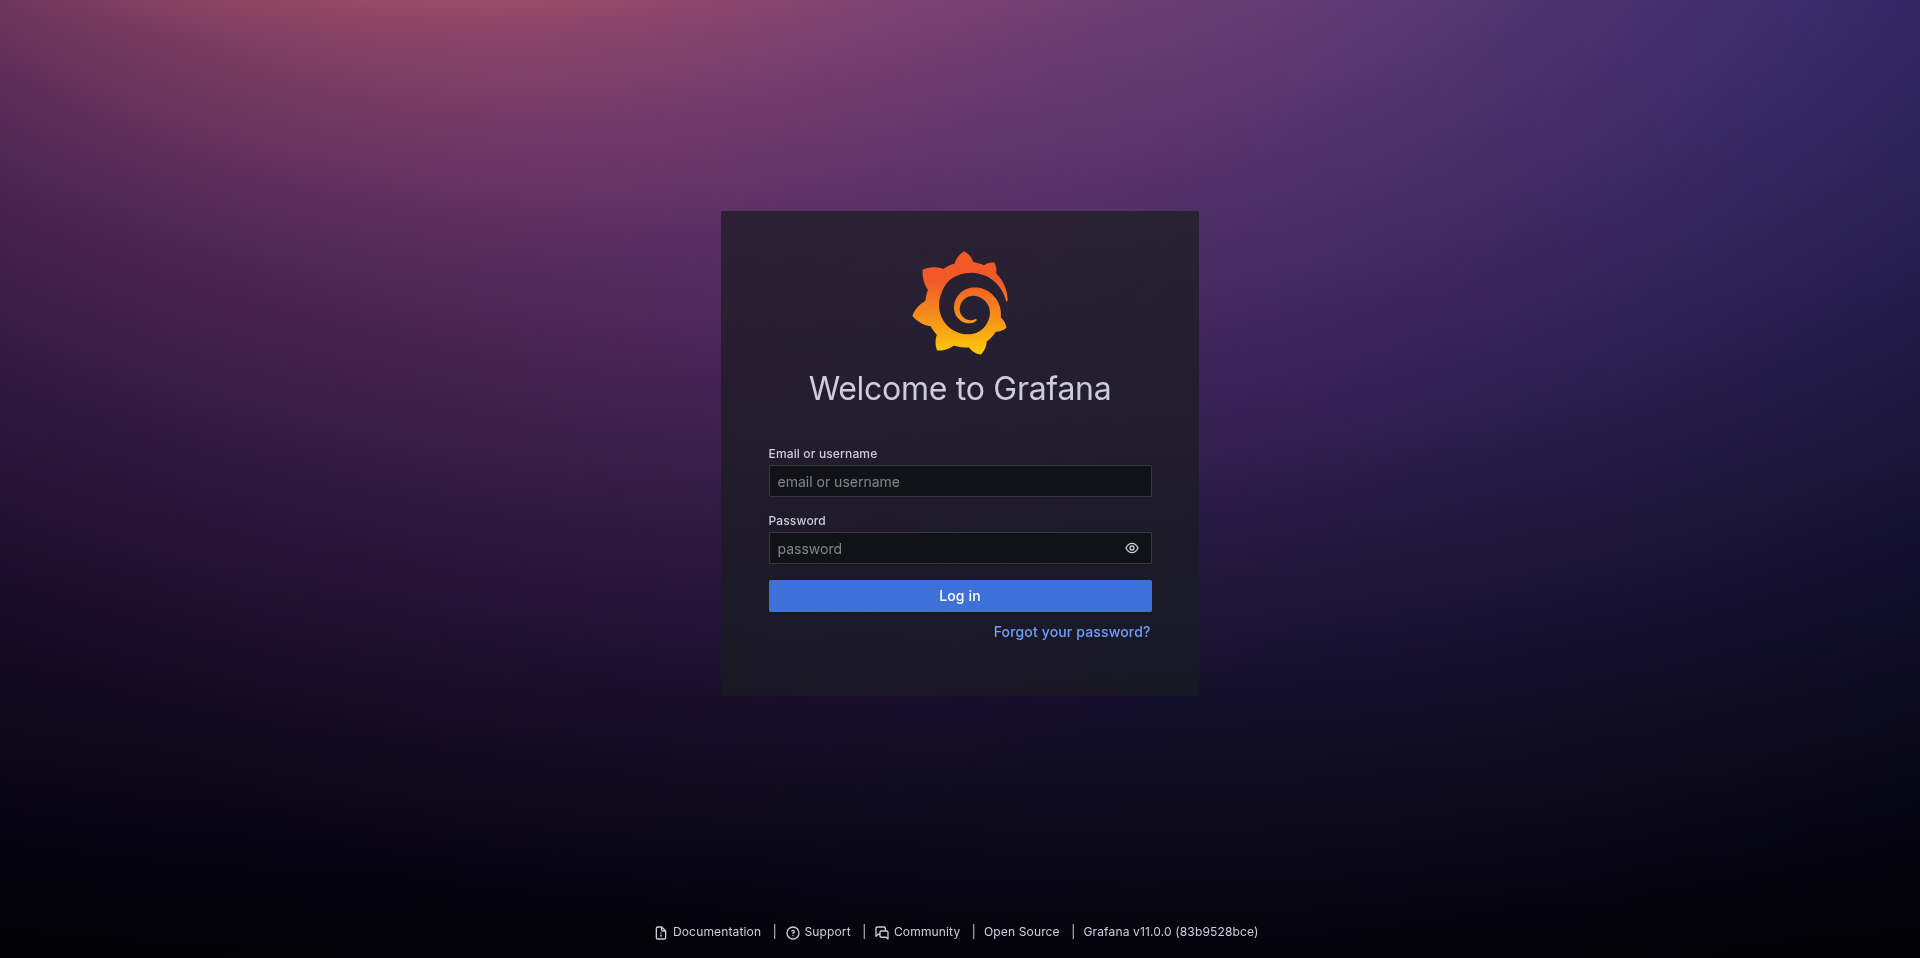 Welcome to Grafana
Email or username
email or username
Password
password
Log in
Forgot your password?
Documentation | Support | Community | Open Source | Grafana v11.0.0 (83b9528bce)